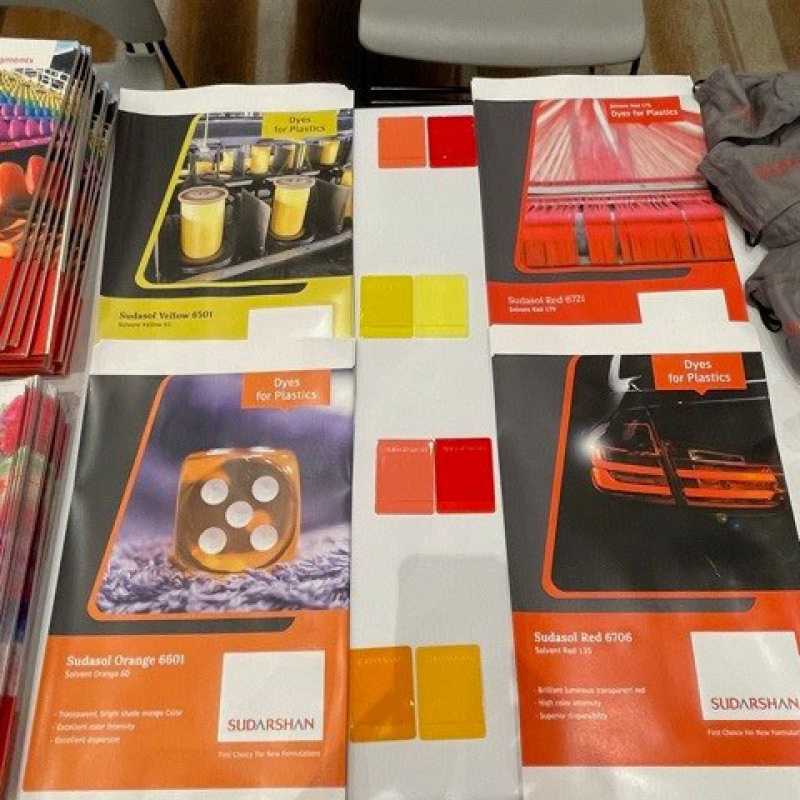 Dyes
for Plastics
Sudasol Yellow 6501
Solvent Yellow 93
Solvent Red 179
Dyes for Plastics
Sudasol Red 6721
Solvent Red 179
Dyes
for Plastics
Sudasol Orange 6601
Solvent Orange 60
- Transparent, bright shade orange Color
- Excellent color intensity
- Excellent dispersion
SUDARSHAN
First Choice For New Formulations
Dyes
for Plastics
Sudasol Red 6706
Solvent Red 135
- Brilliant luminous transparent red
- High color intensity
- Superior dispersibility
SUDARSHAN
First Choice For New Formulati